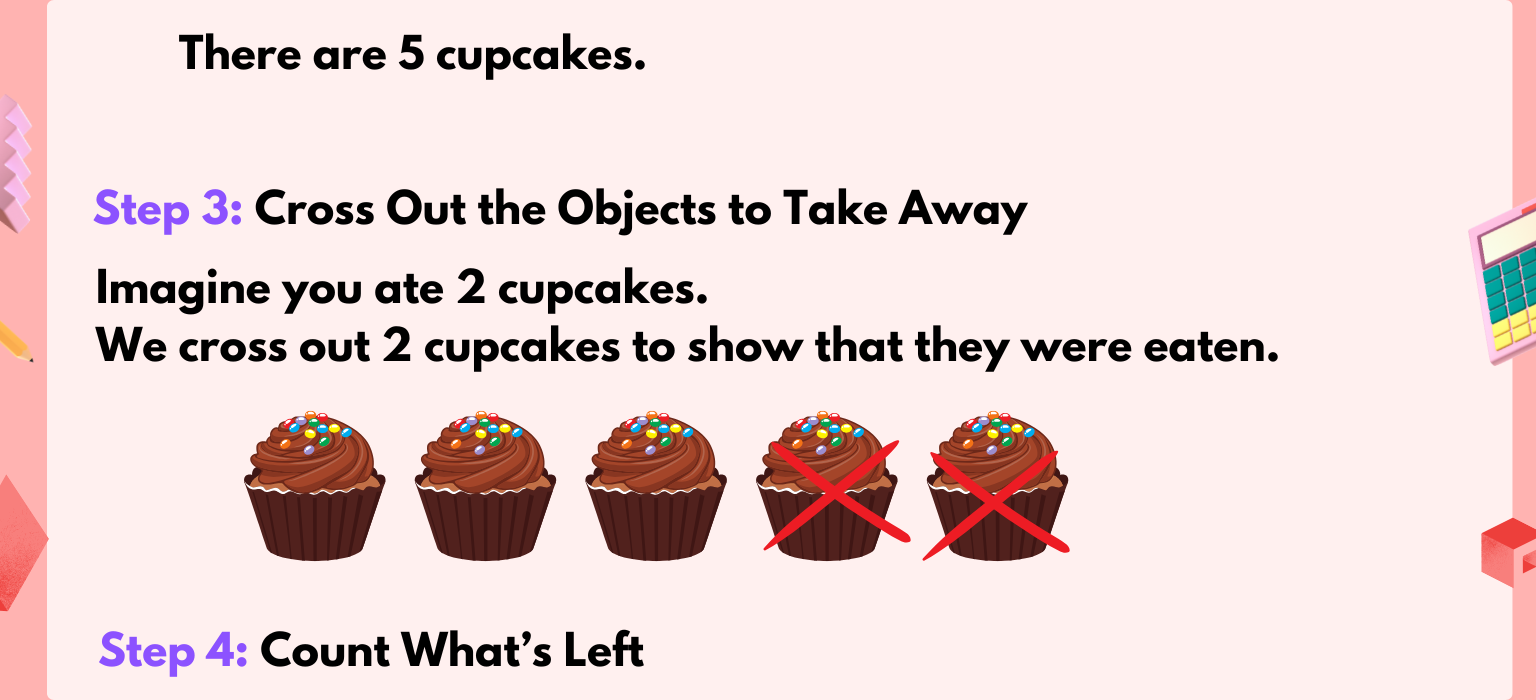 There are 5 cupcakes.
Step 3: Cross Out the Objects to Take Away
Imagine you ate 2 cupcakes.
We cross out 2 cupcakes to show that they were eaten.
Step 4: Count What’s Left